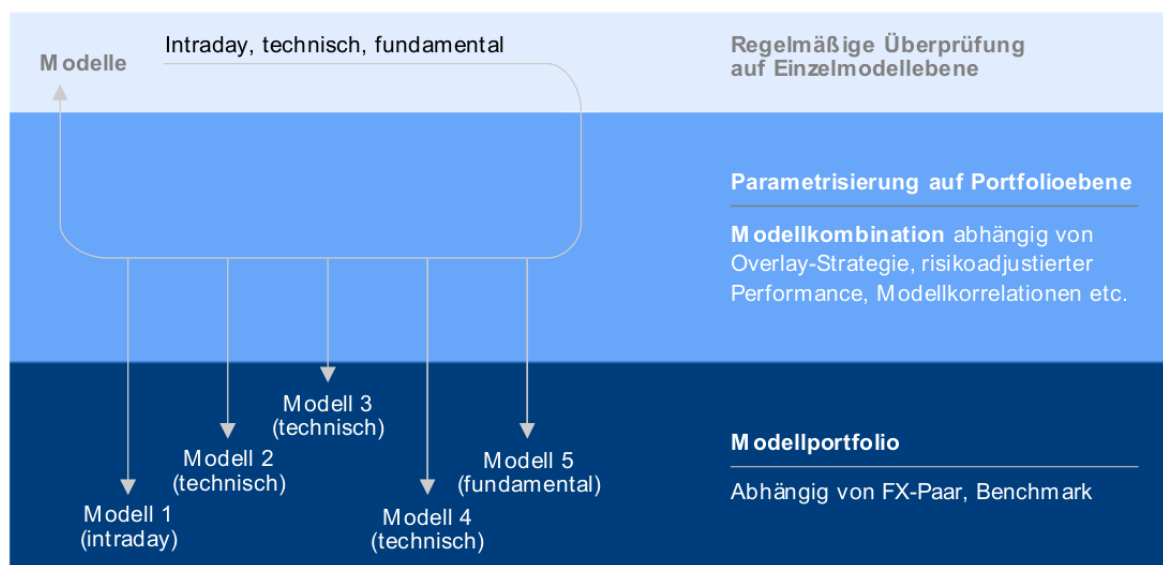 Modelle
Intraday, technisch, fundamental
Regelmäßige Überprüfung
auf Einzelmodellebene
Parametrisierung auf Portfolioebene
Modellkombination abhängig von
Overlay-Strategie, risikoadjustierter
Performance, Modellkorrelationen etc.
Modell 1
(intraday)
Modell 2
(technisch)
Modell 3
(technisch)
Modell 4
(technisch)
Modell 5
(fundamental)
Modellportfolio
Abhängig von FX-Paar, Benchmark